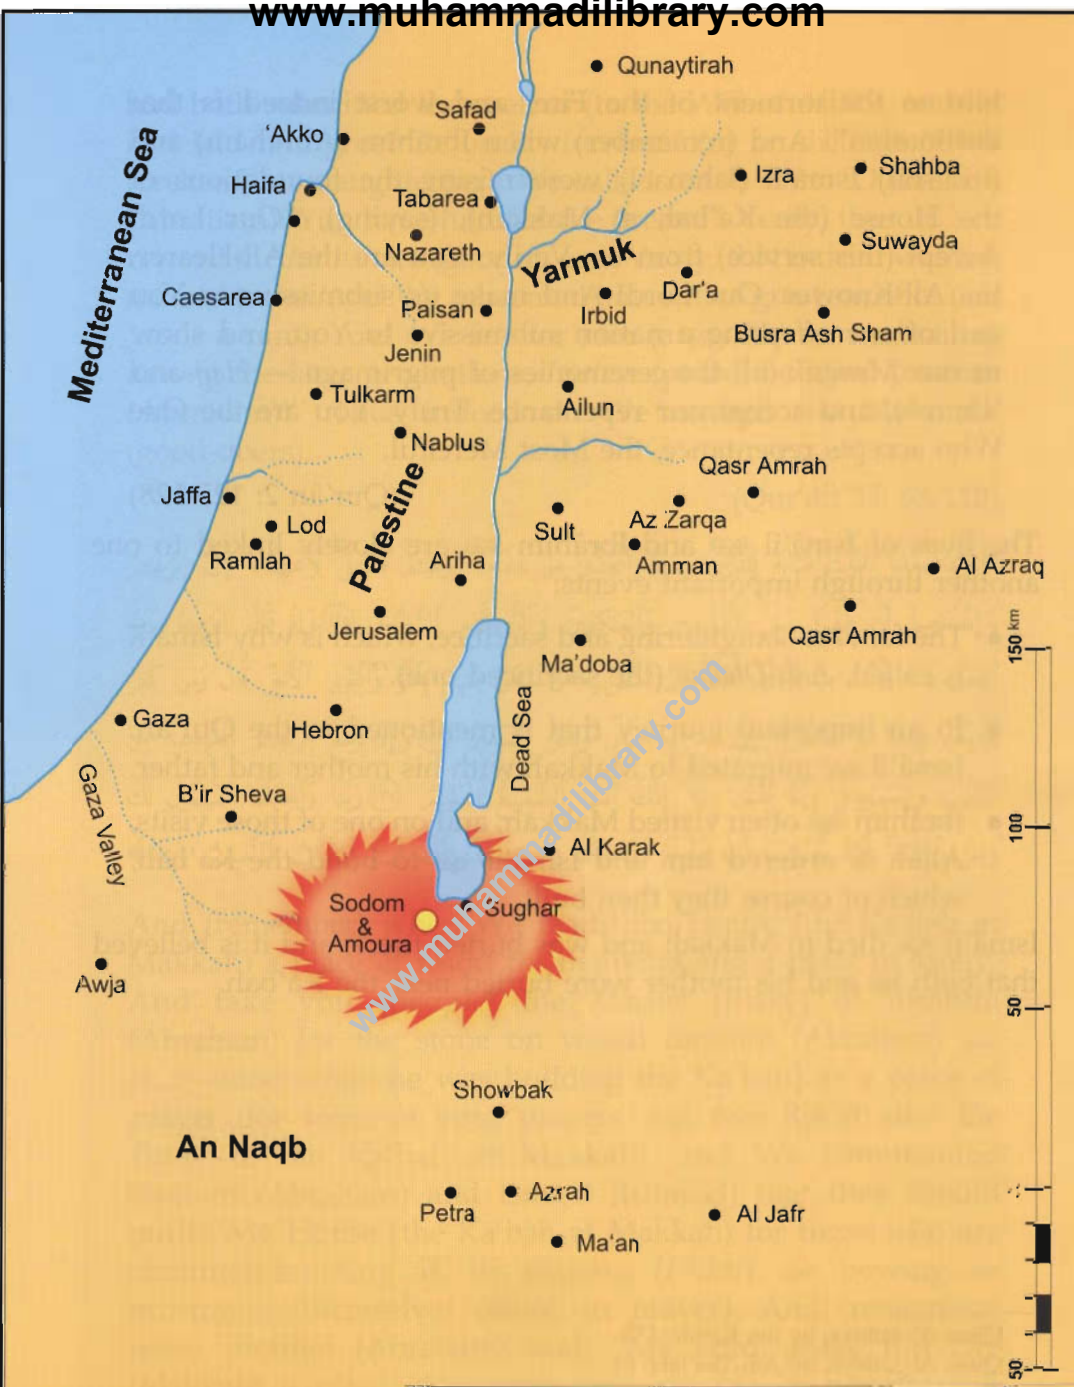 www.muhammadilibrary.com
Qunaytirah
Safad
'Akko
Shahba
Izra
Haifa
Tabarea
Mediterranean Sea
Nazareth
Yarmuk
Suwayda
Dar'a
Caesarea
Paisan
Irbid
Busra Ash Sham
Jenin
Tulkarm
Ailun
Nablus
Qasr Amrah
Palestine
Jaffa
Lod
Sult
Az Zarqa
Ramlah
Ariha
Amman
Al Azraq
Jerusalem
Qasr Amrah
150 km
Ma'doba
Gaza
Hebron
Dead Sea
Gaza Valley
B'ir Sheva
100
Al Karak
Sodom
&
Amoura
Sughar
www.muhammadilibrary.com
Awja
50
Showbak
An Naqb
Azrah
Petra
Al Jafr
Ma'an
50